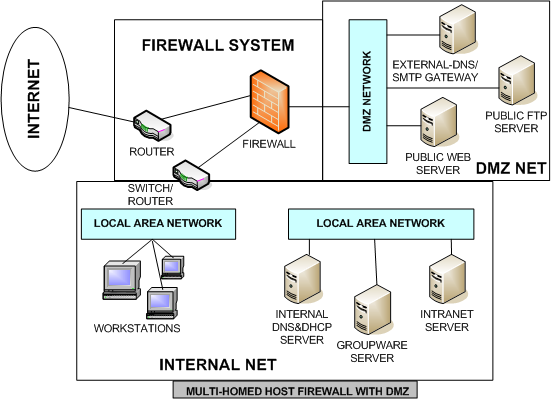 INTERNET
FIREWALL SYSTEM
ROUTER
FIREWALL
SWITCH/
ROUTER
DMZ NETWORK
EXTERNAL-DNS/
SMTP GATEWAY
PUBLIC FTP
SERVER
PUBLIC WEB
SERVER
DMZ NET
LOCAL AREA NETWORK
WORKSTATIONS
LOCAL AREA NETWORK
INTERNAL
DNS&DHCP
SERVER
GROUPWARE
SERVER
INTRANET
SERVER
INTERNAL NET
MULTI-HOMED HOST FIREWALL WITH DMZ